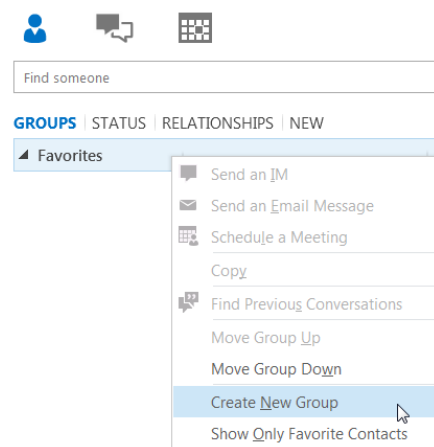 Find someone
GROUPS STATUS RELATIONSHIPS NEW
Favorites
Send an IM
Send an Email Message
Schedule a Meeting
Copy
Find Previous Conversations
Move Group Up
Move Group Down
Create New Group
Show Only Favorite Contacts